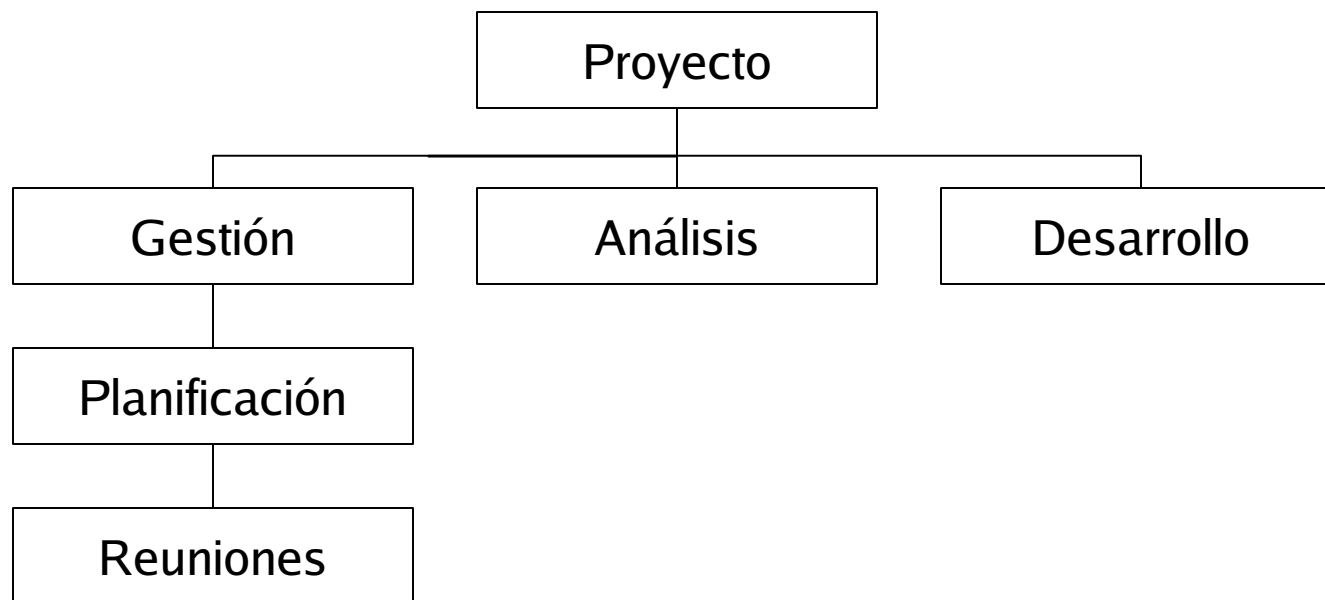 Proyecto
Gestión
Análisis
Desarrollo
Planificación
Reuniones